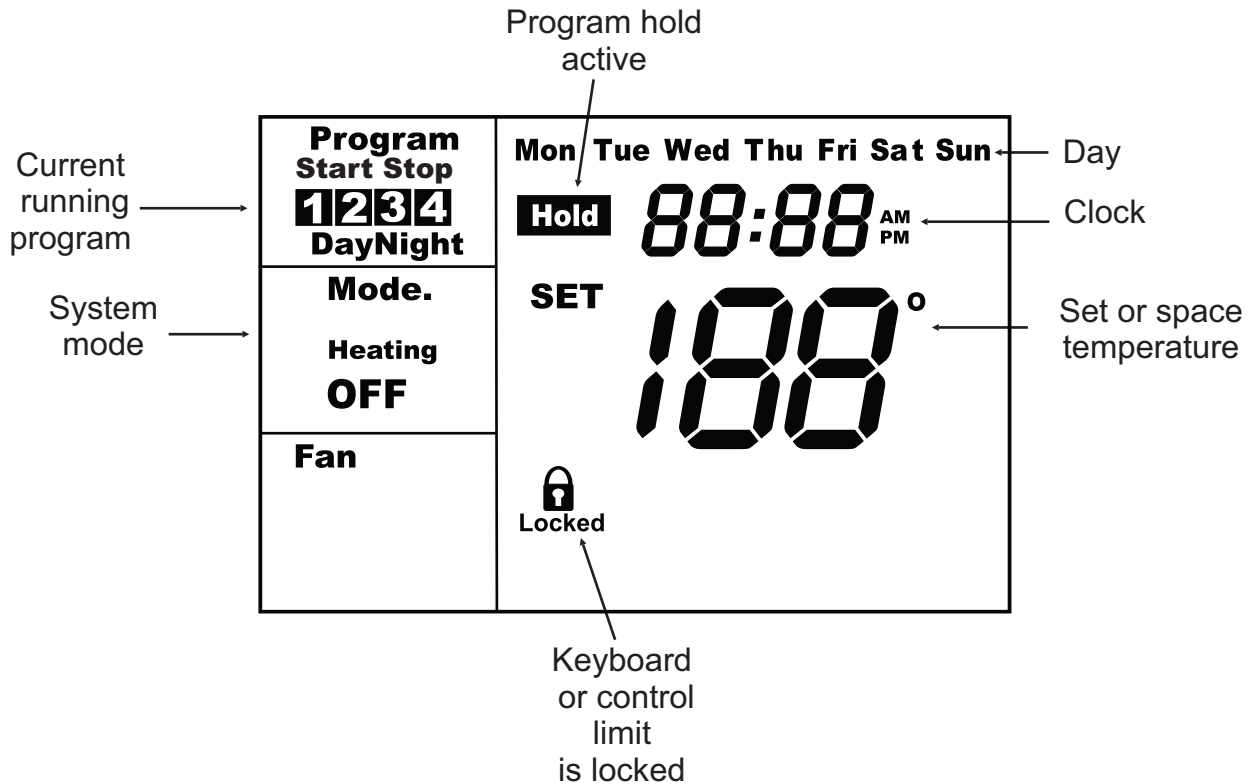 Program hold
active
Program
Start Stop
1234
DayNight
Mon Tue Wed Thu Fri Sat Sun
Day
Current
running
program
Hold
88:88
AM
PM
Clock
Mode.
Heating
OFF
System
mode
SET
188°
Set or space
temperature
Fan
Locked
Keyboard
or control
limit
is locked